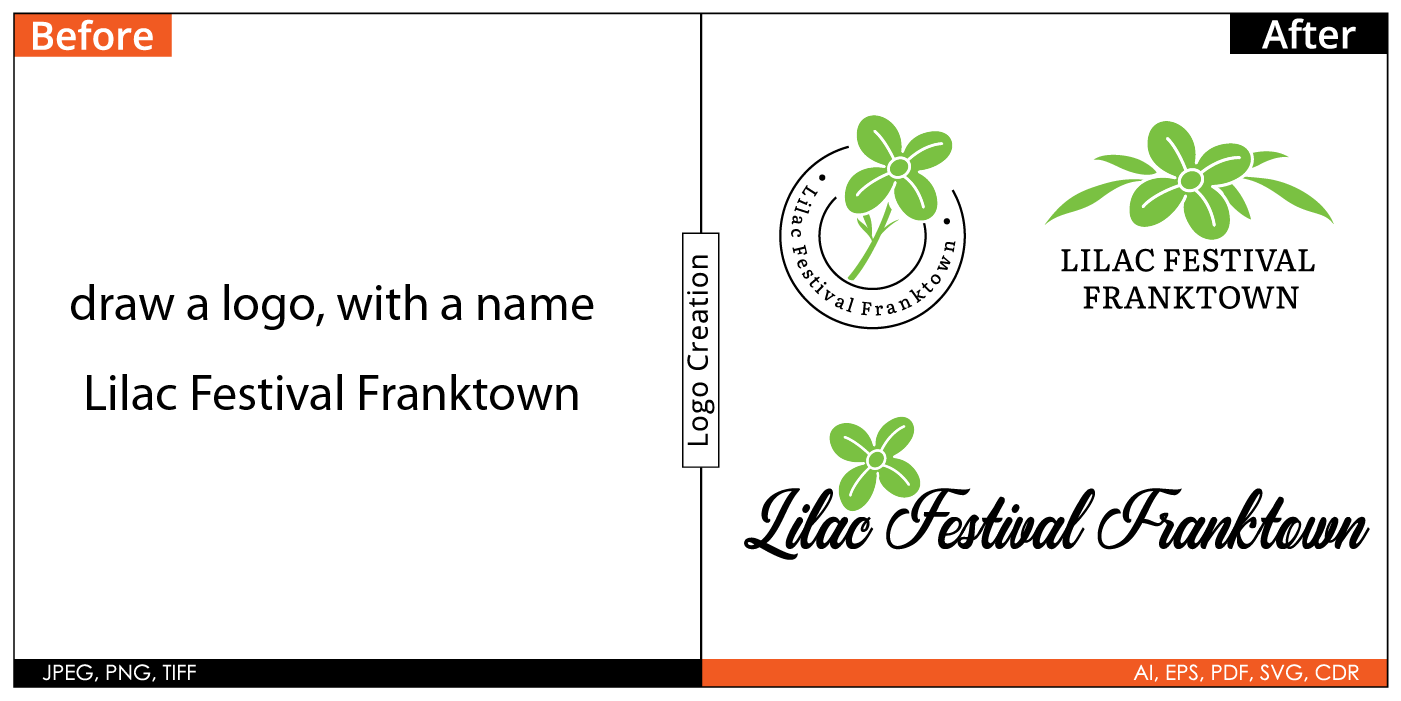 Before
After
draw a logo, with a name
Lilac Festival Franktown
Logo Creation
• Lilac Festival Franktown •
LILAC FESTIVAL
FRANKTOWN
Lilac Festival Franktown
JPEG, PNG, TIFF
AI, EPS, PDF, SVG, CDR